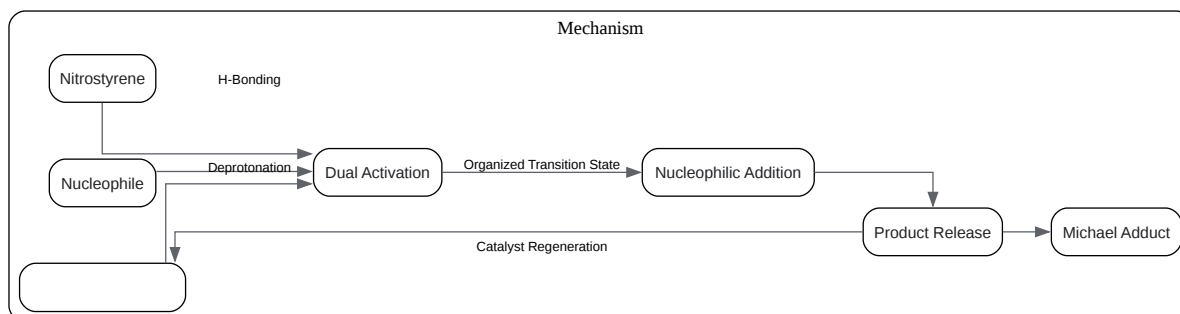 Mechanism
Nitrostyrene
H-Bonding
Nucleophile
Deprotonation
Dual Activation
Organized Transition State
Nucleophilic Addition
Product Release
Michael Adduct
Catalyst Regeneration